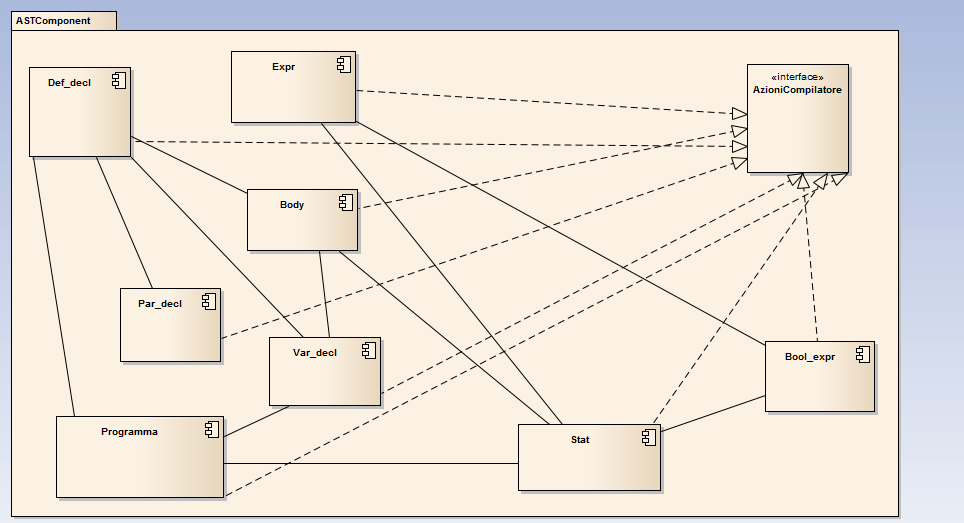 ASTComponent
Def_decl
Expr
«interface»
AzioniCompilatore
Body
Par_decl
Var_decl
Bool_expr
Programma
Stat